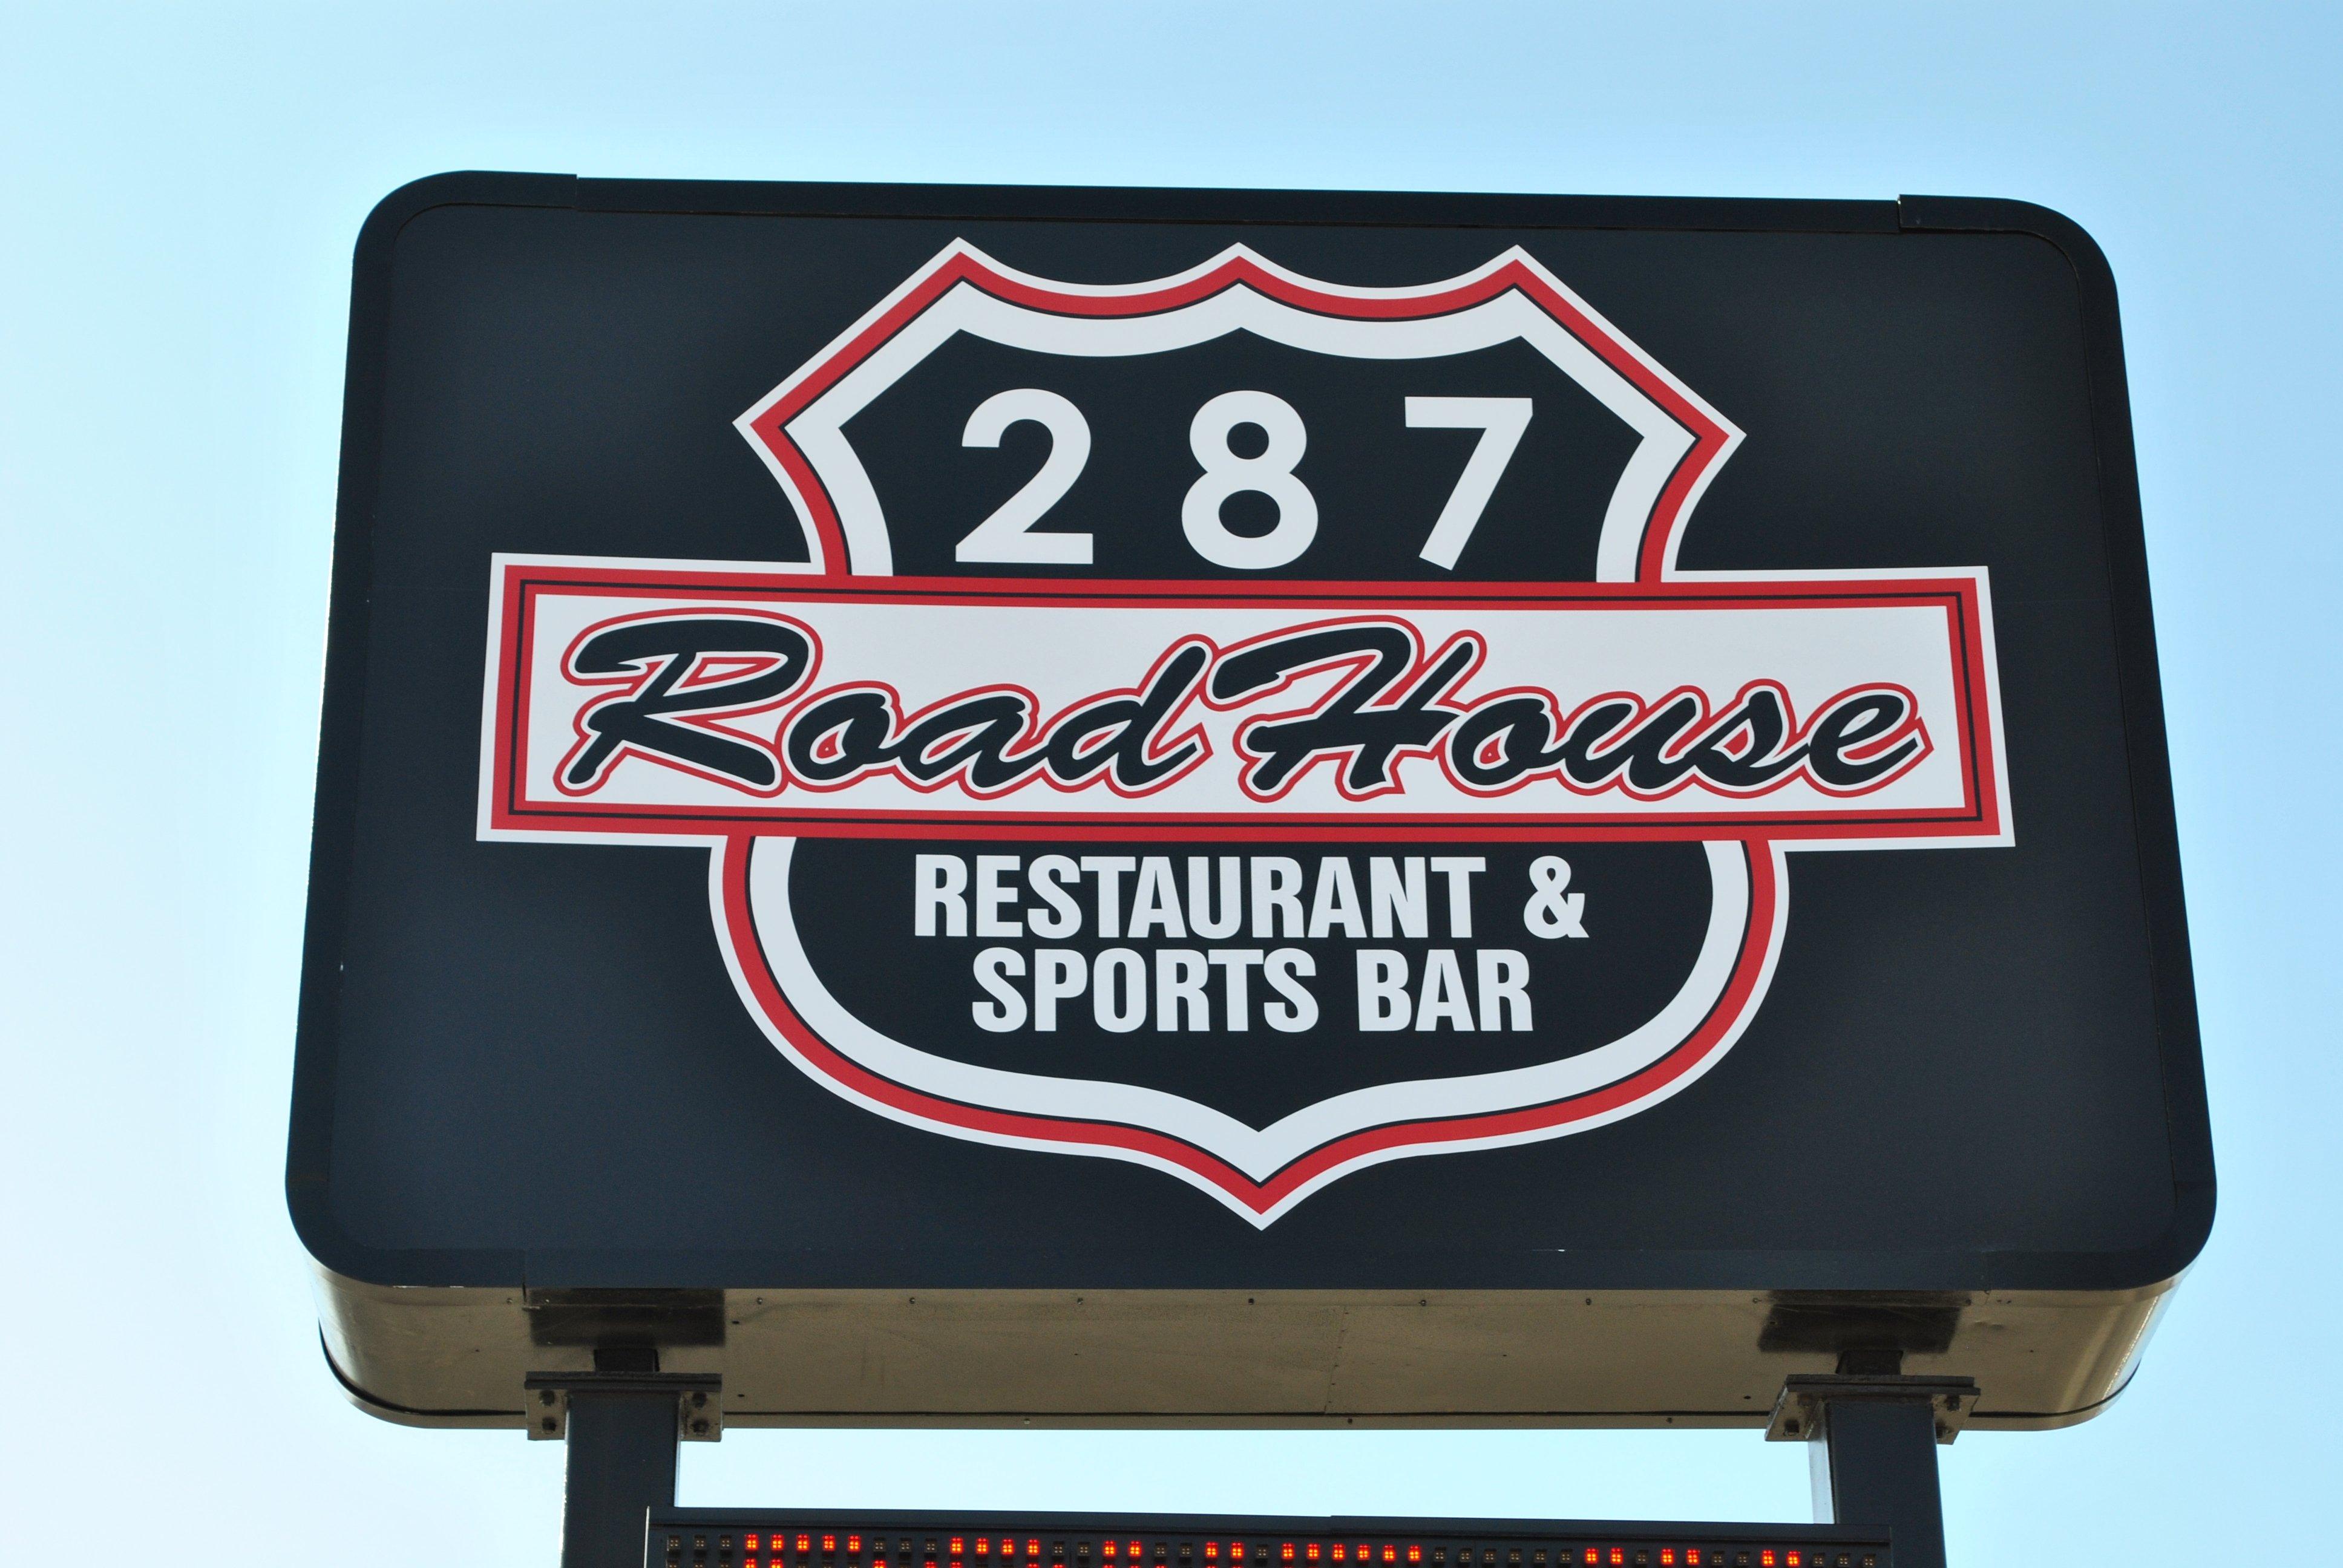 287
Road House
RESTAURANT &
SPORTS BAR